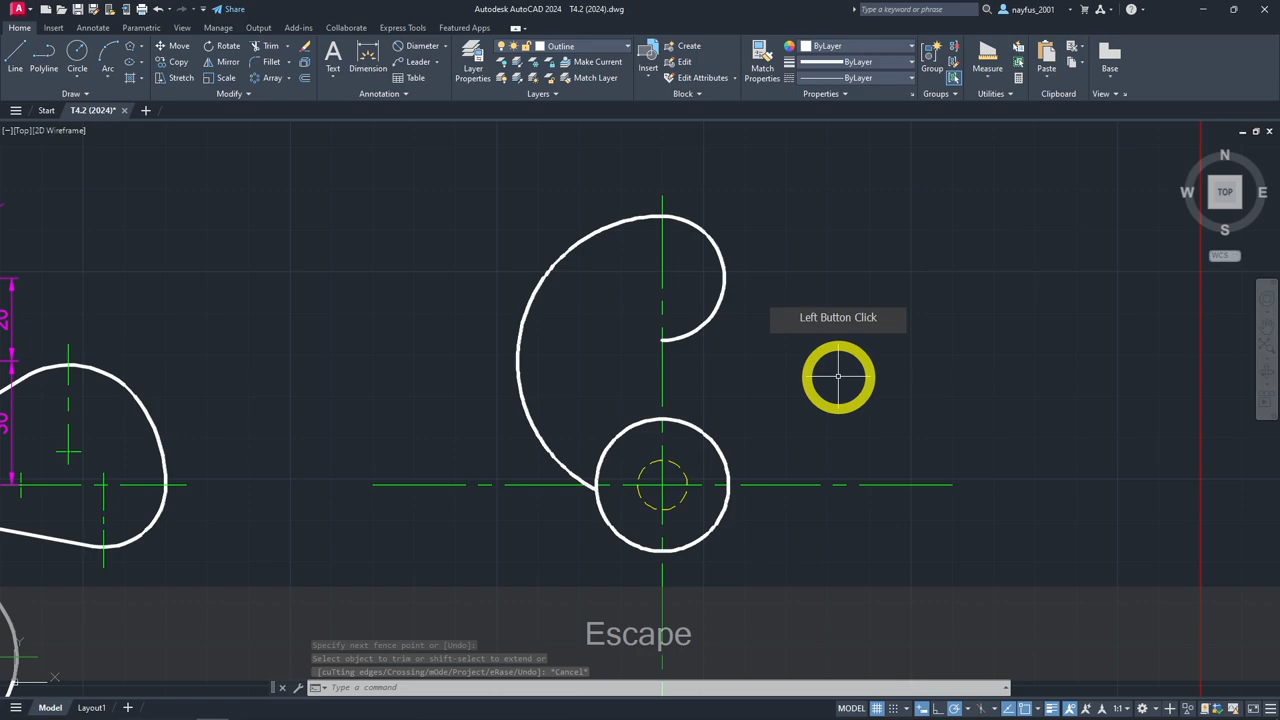 Share
Autodesk AutoCAD 2024 T4.2 (2024).dwg
Type a keyword or phrase
nayfus_2001
Home Insert Annotate Parametric View Manage Output Add-ins Collaborate Express Tools Featured Apps
Line Polyline Circle Arc
Move Rotate Trim
Copy Mirror Fillet
Stretch Scale Array
Text Dimension
Diameter
Leader
Table
Layer Properties
Outline
Make Current
Match Layer
Insert
Create
Edit
Edit Attributes
Match Properties
ByLayer
ByLayer
ByLayer
Group Measure Paste Base
Draw Modify Annotation Layers Block Properties Groups Utilities Clipboard View
Start T4.2 (2024)*
[−][Top][2D Wireframe]
N
W TOP E
S
WCS
20
Left Button Click
Escape
Specify next fence point or [Undo]:
Select object to trim or shift-select to extend or
[cuTting edges/Crossing/mOde/Project/eRase/Undo]: *Cancel*
Y
X
Type a command
Model Layout1
MODEL
1:1